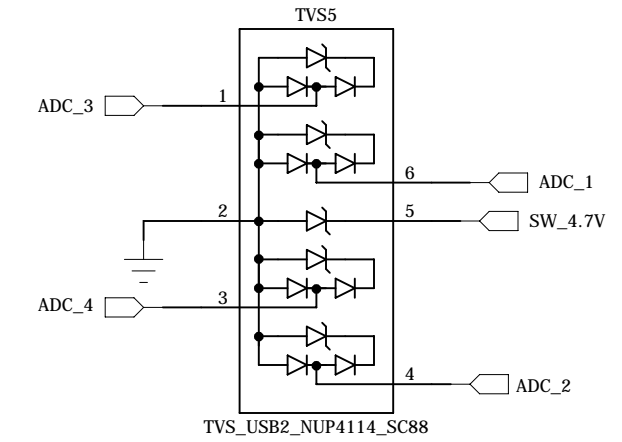 TVS5
ADC_3
1
6
ADC_1
2
5
SW_4.7V
ADC_4
3
4
ADC_2
TVS_USB2_NUP4114_SC88